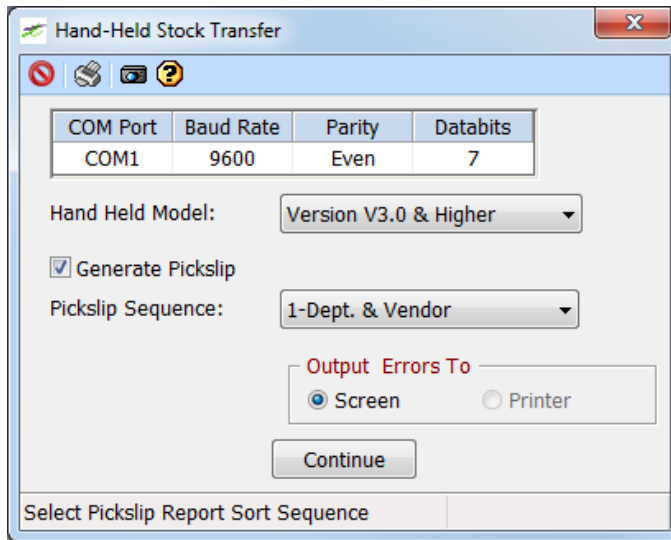 Hand-Held Stock Transfer
COM Port Baud Rate Parity Databits
COM1 9600 Even 7
Hand Held Model: Version V3.0 & Higher
Generate Pickslip
Pickslip Sequence: 1-Dept. & Vendor
Output Errors To
Screen Printer
Continue
Select Pickslip Report Sort Sequence